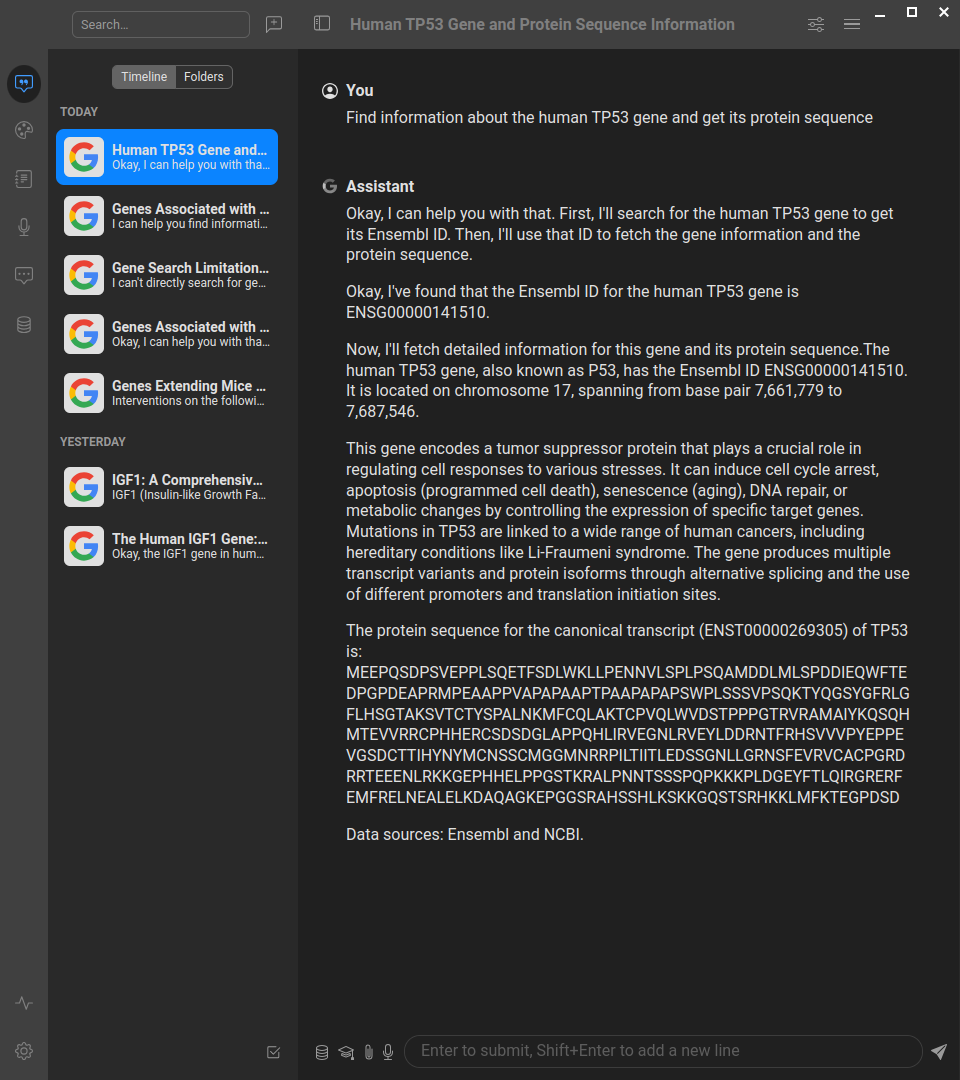 Search...
Human TP53 Gene and Protein Sequence Information
Timeline
Folders
TODAY
Human TP53 Gene and...
Okay, I can help you with tha...
Genes Associated with ...
I can help you find informati...
Gene Search Limitation...
I can't directly search for ge...
Genes Associated with ...
Okay, I can help you with tha...
Genes Extending Mice ...
Interventions on the followi...
YESTERDAY
IGF1: A Comprehensiv...
IGF1 (Insulin-like Growth Fa...
The Human IGF1 Gene:...
Okay, the IGF1 gene in hum...
You
Find information about the human TP53 gene and get its protein sequence
Assistant
Okay, I can help you with that. First, I'll search for the human TP53 gene to get
its Ensembl ID. Then, I'll use that ID to fetch the gene information and the
protein sequence.
Okay, I've found that the Ensembl ID for the human TP53 gene is
ENSG00000141510.
Now, I'll fetch detailed information for this gene and its protein sequence.The
human TP53 gene, also known as P53, has the Ensembl ID ENSG00000141510.
It is located on chromosome 17, spanning from base pair 7,661,779 to
7,687,546.
This gene encodes a tumor suppressor protein that plays a crucial role in
regulating cell responses to various stresses. It can induce cell cycle arrest,
apoptosis (programmed cell death), senescence (aging), DNA repair, or
metabolic changes by controlling the expression of specific target genes.
Mutations in TP53 are linked to a wide range of human cancers, including
hereditary conditions like Li-Fraumeni syndrome. The gene produces multiple
transcript variants and protein isoforms through alternative splicing and the use
of different promoters and translation initiation sites.
The protein sequence for the canonical transcript (ENST00000269305) of TP53
is:
MEEPQSDPSVEPPLSQETFSDLWKLLPENNVLSPLPSQAMDDLMLSPDDIEQWFTE
DPGPDEAPRMPEAAPPVAPAPAAPTPAAPAPAPSWPLSSSVPSQKTYQGSYGFRLG
FLHSGTAKSVTCTYSPALNKMFCQLAKTCPVQLWVDSTPPPGTRVRAMAIYKQSQH
MTEVVRRCPHHERCSDSDGLAPPQHLIRVEGNLRVEYLDDRNTFRHSVVVPYEPPE
VGSDCTTIHYNYMCNSSCMGGMNRRPILTIITLEDSSGNLLGRNSFEVRVCACPGRD
RRTEEENLRKKGEPHHELPPGSTKRALPNNTSSSPQPKKKPLDGEYFTLQIRGRERF
EMFRELNEALELKDAQAGKEPGGSRAHSSHLKSKKGQSTSRHKKLMFKTEGPDSD
Data sources: Ensembl and NCBI.
Enter to submit, Shift+Enter to add a new line